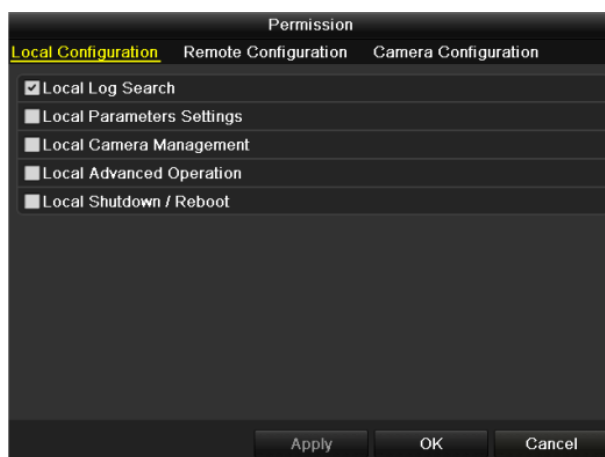 Permission
Local Configuration Remote Configuration Camera Configuration
Local Log Search
Local Parameters Settings
Local Camera Management
Local Advanced Operation
Local Shutdown / Reboot
Apply OK Cancel